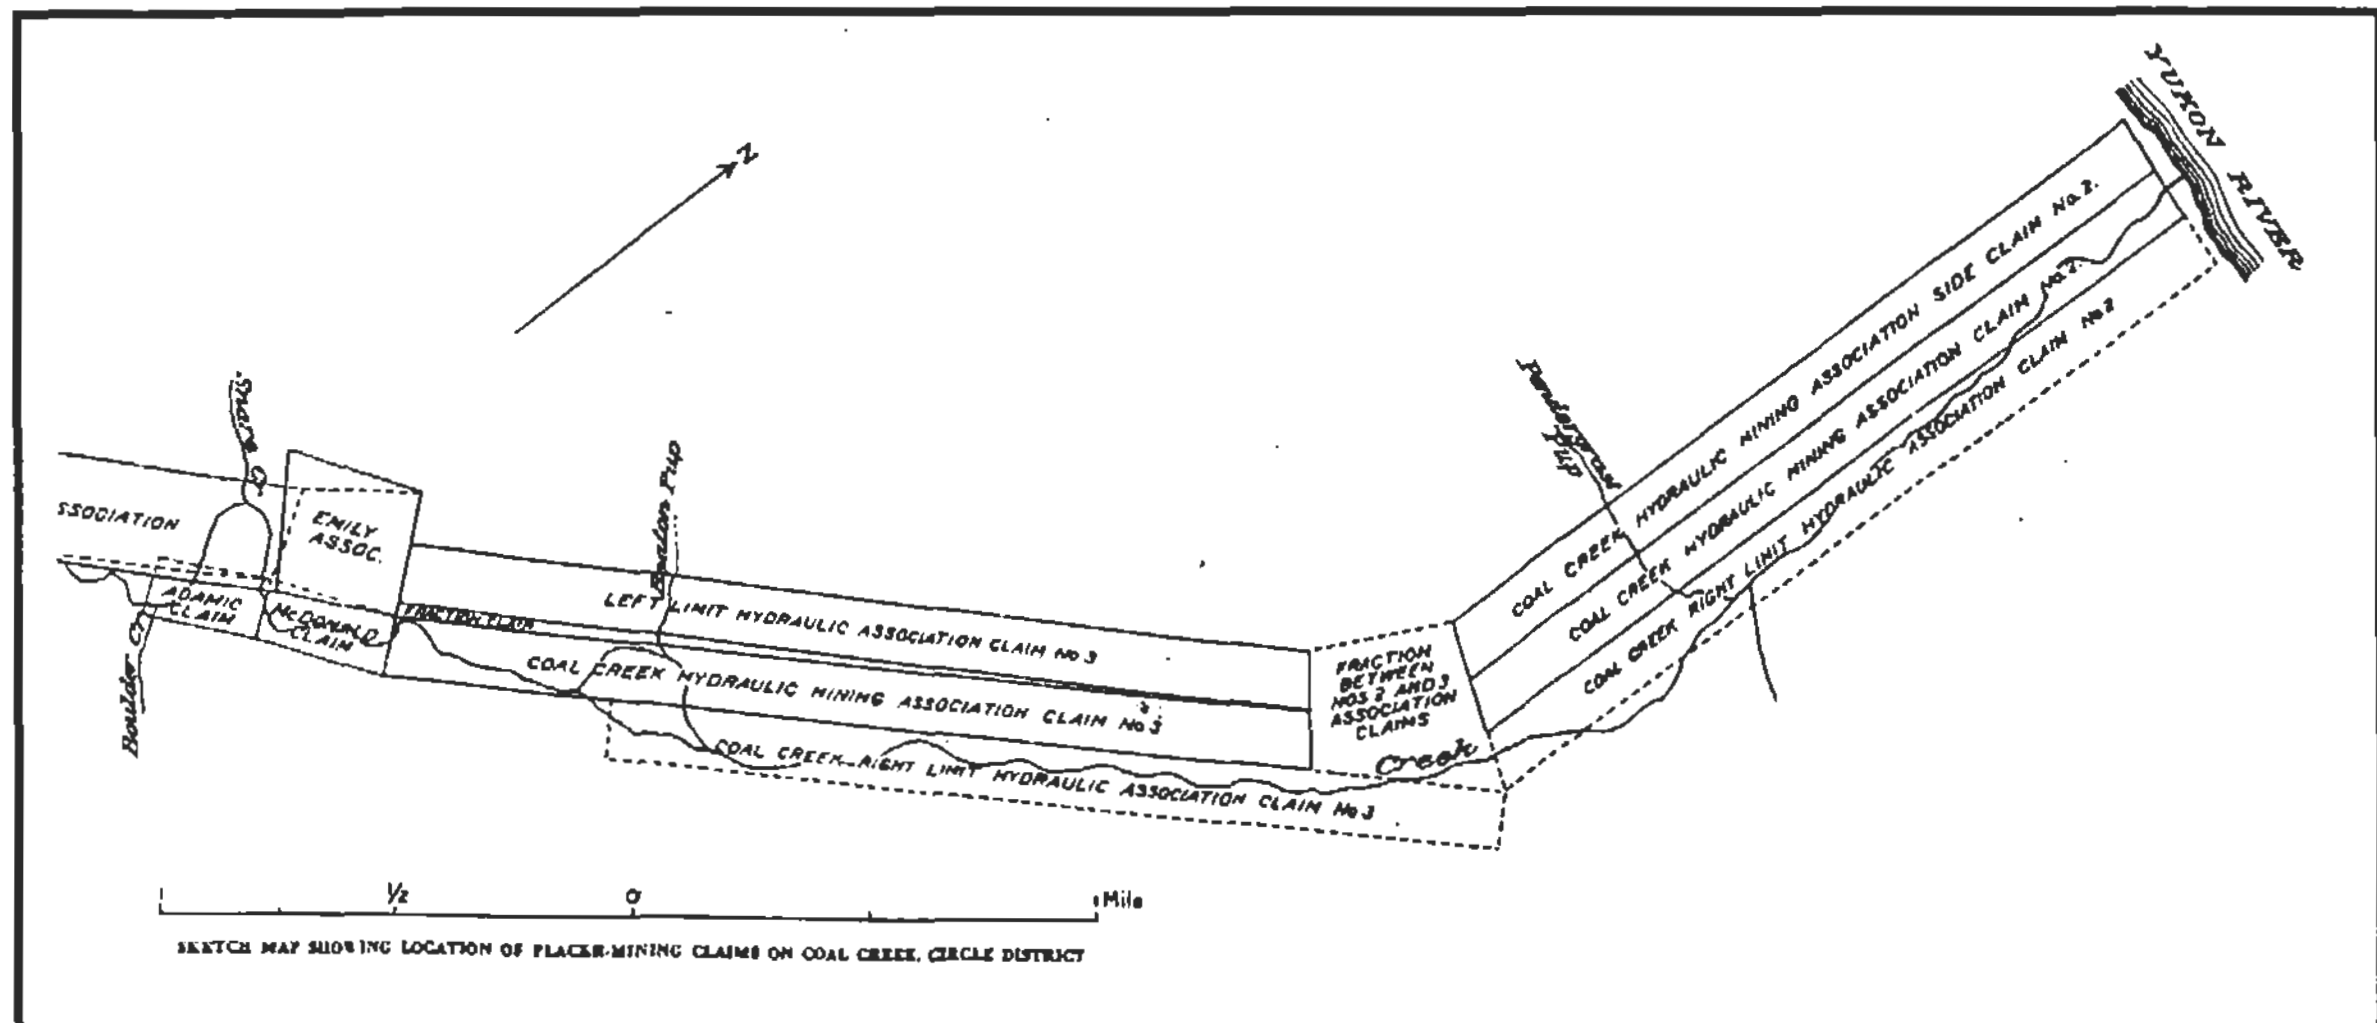 YUKON RIVER
N
COAL CREEK HYDRAULIC MINING ASSOCIATION SIDE CLAIM No. 2.
COAL CREEK HYDRAULIC MINING ASSOCIATION CLAIM No. 2.
COAL CREEK RIGHT LIMIT HYDRAULIC ASSOCIATION CLAIM No 2
Pup
SSOCIATION
EMILY
ASSOC.
ADAMIC
CLAIM
McDONALD
CLAIM
Boulder Cr.
Pup
FRACTION CLAIM
LEFT LIMIT HYDRAULIC ASSOCIATION CLAIM No 3
COAL CREEK HYDRAULIC MINING ASSOCIATION CLAIM No 3
COAL CREEK RIGHT LIMIT HYDRAULIC ASSOCIATION CLAIM No 3
FRACTION
BETWEEN
NOS 2 AND 3
ASSOCIATION
CLAIMS
Creek
1/2
0
1 Mile
SKETCH MAP SHOWING LOCATION OF PLACER-MINING CLAIMS ON COAL CREEK, CIRCLE DISTRICT